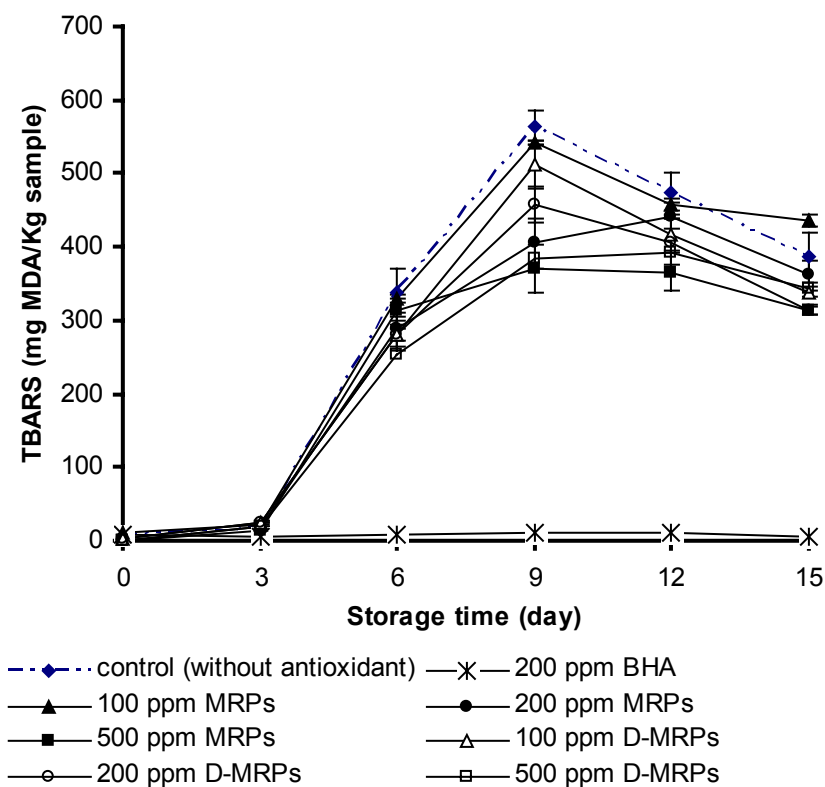 TBARS (mg MDA/Kg sample)
700
600
500
400
300
200
100
0
0 3 6 9 12 15
Storage time (day)
control (without antioxidant) 200 ppm BHA
100 ppm MRPs 200 ppm MRPs
500 ppm MRPs 100 ppm D-MRPs
200 ppm D-MRPs 500 ppm D-MRPs